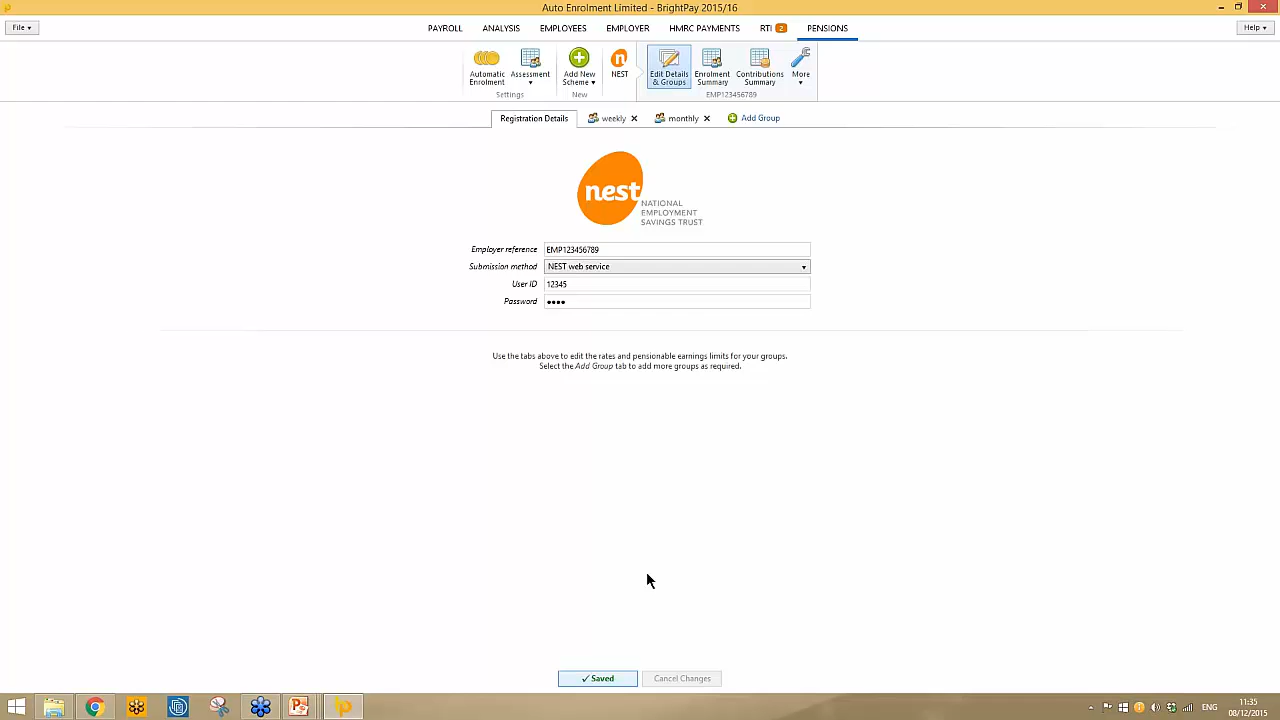 Auto Enrolment Limited - BrightPay 2015/16
File
PAYROLL
ANALYSIS
EMPLOYEES
EMPLOYER
HMRC PAYMENTS
RTI 2
PENSIONS
Help
Automatic
Enrolment
Assessment
Settings
Add New
Scheme
New
n
NEST
Edit Details
& Groups
Enrolment
Summary
Contributions
Summary
More
EMP123456789
Registration Details
weekly
monthly
Add Group
nest
NATIONAL
EMPLOYMENT
SAVINGS TRUST
Employer reference EMP123456789
Submission method NEST web service
User ID 12345
Password ••••
Use the tabs above to edit the rates and pensionable earnings limits for your groups.
Select the Add Group tab to add more groups as required.
✓ Saved
Cancel Changes
ENG
11:35
08/12/2015